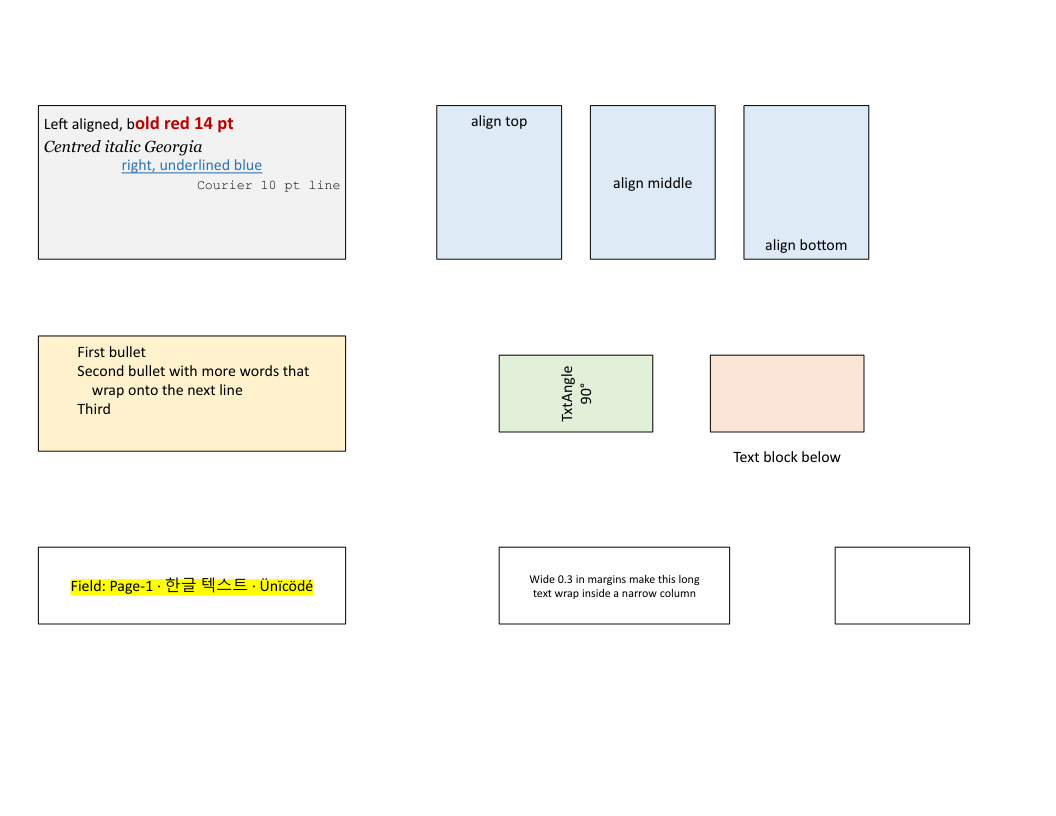 Left aligned, bold red 14 pt
Centred italic Georgia
right, underlined blue
Courier 10 pt line
align top
align middle
align bottom
First bullet
Second bullet with more words that
wrap onto the next line
Third
TxtAngle
90°
Text block below
Field: Page-1 · 한글 텍스트 · Ünïcödé
Wide 0.3 in margins make this long
text wrap inside a narrow column